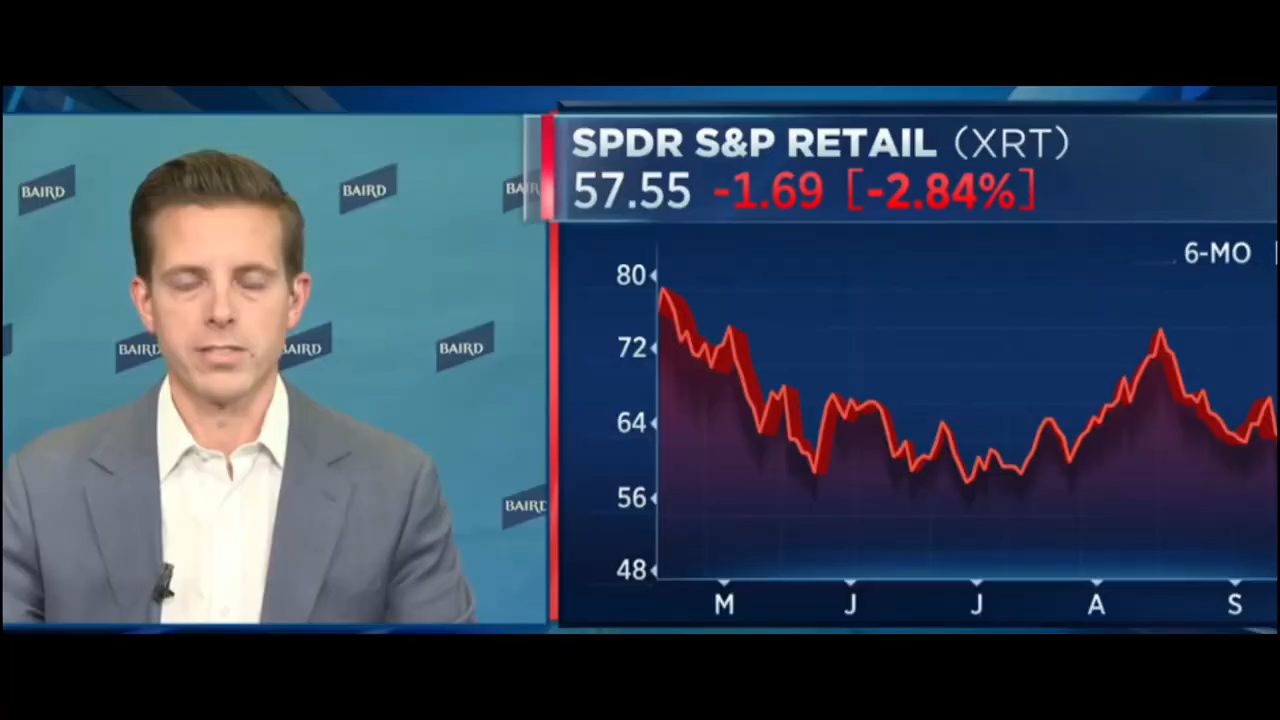 BAIRD
BAIRD
BAIRD
BAIRD
BAIRD
BAIRD
SPDR S&P RETAIL (XRT)
57.55 -1.69 [-2.84%]
6-MO
80
72
64
56
48
M J J A S